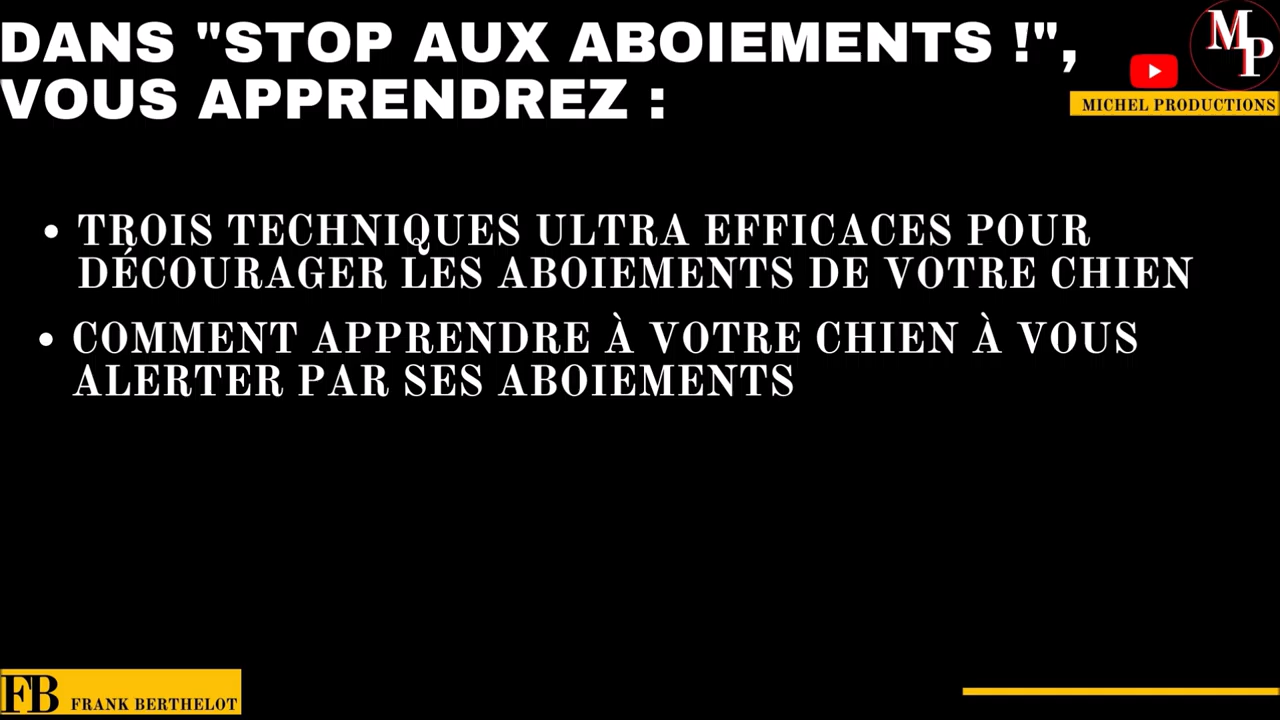 DANS "STOP AUX ABOIEMENTS !",
VOUS APPRENDREZ :
MP
MICHEL PRODUCTIONS
• TROIS TECHNIQUES ULTRA EFFICACES POUR
DÉCOURAGER LES ABOIEMENTS DE VOTRE CHIEN
• COMMENT APPRENDRE À VOTRE CHIEN À VOUS
ALERTER PAR SES ABOIEMENTS
FB FRANK BERTHELOT